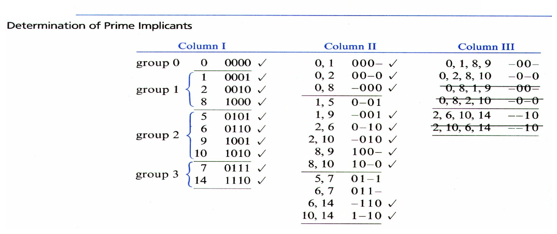 Determination of Prime Implicants
Column I Column II Column III
group 0 0 0000 ✓ 0, 1 000– ✓ 0, 1, 8, 9 –00–
1 0001 ✓ 0, 2 00–0 ✓ 0, 2, 8, 10 –0–0
group 1 2 0010 ✓ 0, 8 –000 ✓ 0, 8, 1, 9 –00–
8 1000 ✓ 1, 5 0–01 0, 8, 2, 10 –0–0
5 0101 ✓ 1, 9 –001 ✓ 2, 6, 10, 14 ––10
group 2 6 0110 ✓ 2, 6 0–10 ✓ 2, 10, 6, 14 ––10
9 1001 ✓ 2, 10 –010 ✓
10 1010 ✓ 8, 9 100– ✓
group 3 7 0111 ✓ 8, 10 10–0 ✓
14 1110 ✓ 5, 7 01–1
6, 7 011–
6, 14 –110 ✓
10, 14 1–10 ✓